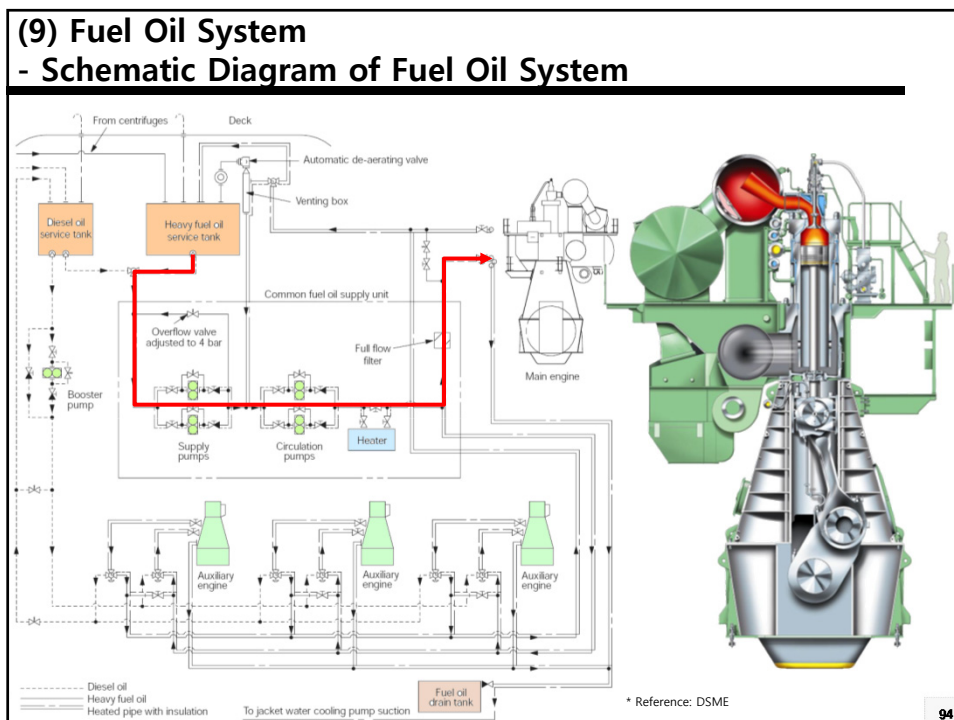 (9) Fuel Oil System
- Schematic Diagram of Fuel Oil System
From centrifuges
Deck
Automatic de-aerating valve
Venting box
Diesel oil
service tank
Heavy fuel oil
service tank
Common fuel oil supply unit
Overflow valve
adjusted to 4 bar
Full flow
filter
Main engine
Booster
pump
Supply
pumps
Circulation
pumps
Heater
Auxiliary
engine
Auxiliary
engine
Auxiliary
engine
Diesel oil
Heavy fuel oil
Heated pipe with insulation
To jacket water cooling pump suction
Fuel oil
drain tank
* Reference: DSME
94